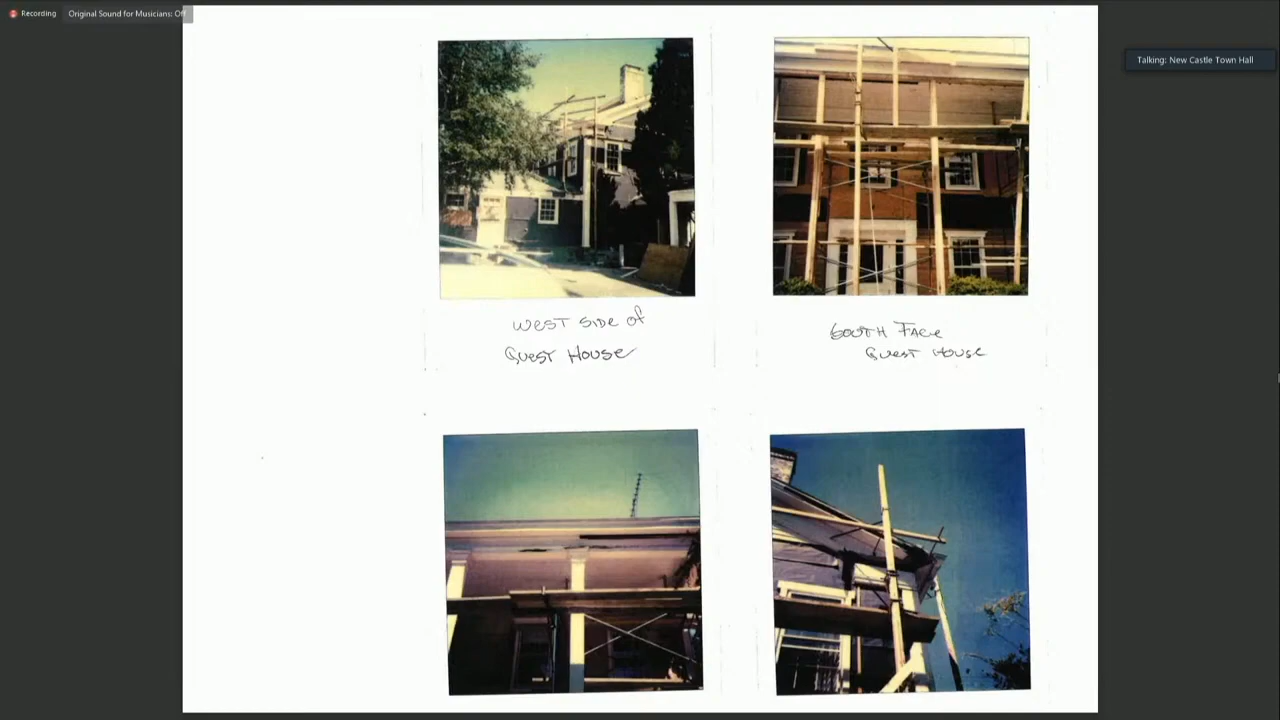 Recording
Original Sound for Musicians: Off
Talking: New Castle Town Hall
WEST SIDE of
GUEST HOUSE
SOUTH FACE
GUEST HOUSE